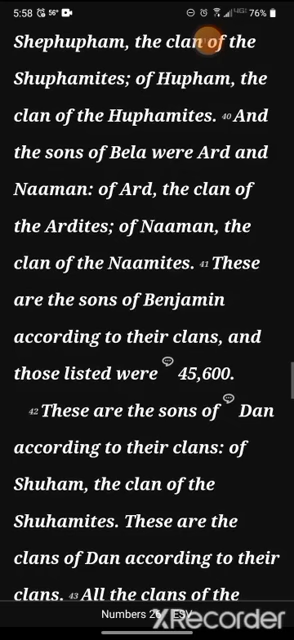 5:58 56° 76%
Shephupham, the clan of the
Shuphamites; of Hupham, the
clan of the Huphamites. 40 And
the sons of Bela were Ard and
Naaman: of Ard, the clan of
the Ardites; of Naaman, the
clan of the Naamites. 41 These
are the sons of Benjamin
according to their clans, and
those listed were 45,600.
42 These are the sons of Dan
according to their clans: of
Shuham, the clan of the
Shuhamites. These are the
clans of Dan according to their
clans. 43 All the clans of the
Numbers 26 ESV
XRecorder